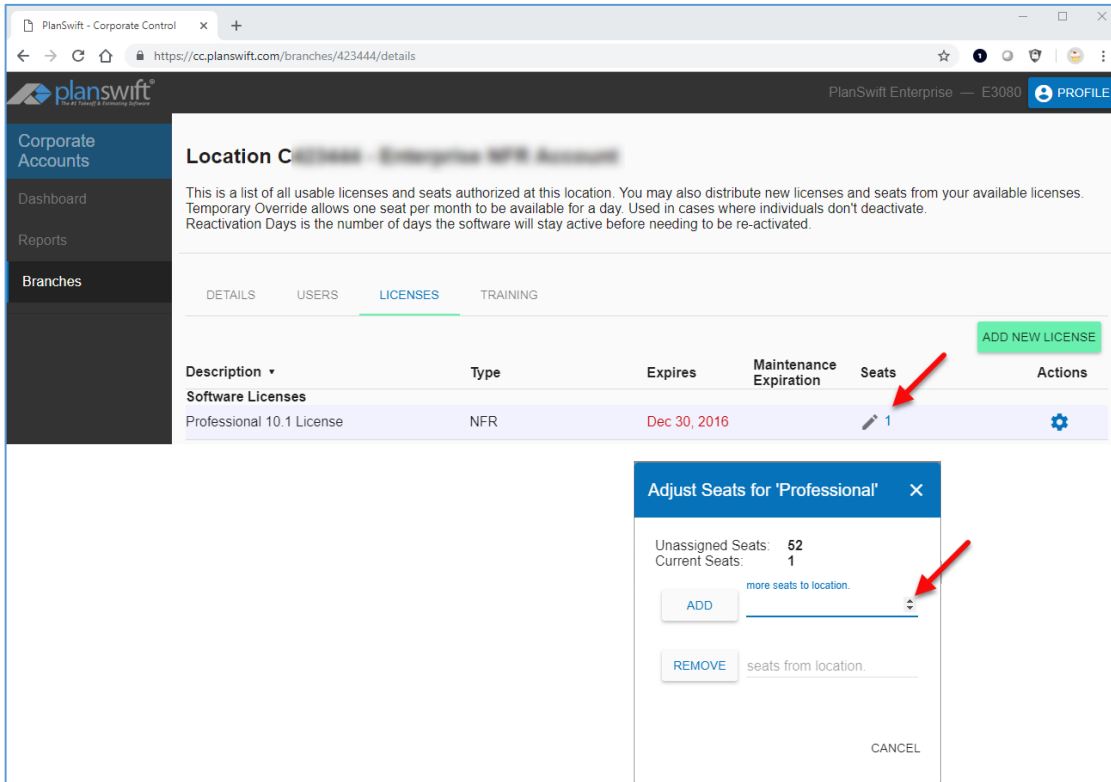 PlanSwift - Corporate Control
https://cc.planswift.com/branches/423444/details
planswift®
The #1 Takeoff & Estimating Software
PlanSwift Enterprise — E3080
PROFILE
Corporate
Accounts
Dashboard
Reports
Branches
Location C423444 - Enterprise NFR Account
This is a list of all usable licenses and seats authorized at this location. You may also distribute new licenses and seats from your available licenses.
Temporary Override allows one seat per month to be available for a day. Used in cases where individuals don't deactivate.
Reactivation Days is the number of days the software will stay active before needing to be re-activated.
DETAILS USERS LICENSES TRAINING
ADD NEW LICENSE
Description Type Expires Maintenance Expiration Seats Actions
Software Licenses
Professional 10.1 License NFR Dec 30, 2016 1
Adjust Seats for 'Professional'
Unassigned Seats: 52
Current Seats: 1
more seats to location.
ADD
REMOVE seats from location.
CANCEL